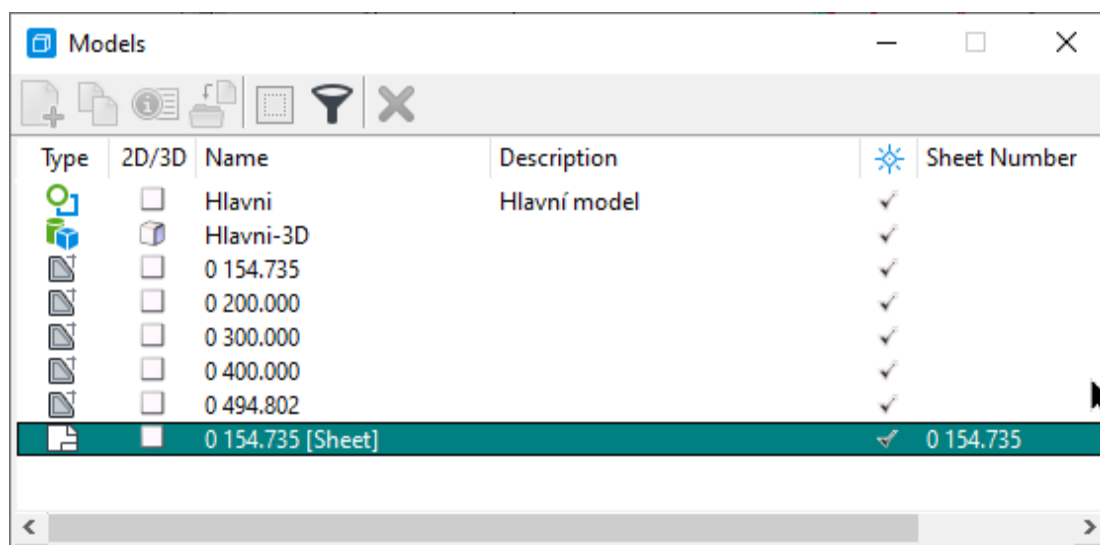 Models
Type 2D/3D Name Description Sheet Number
Hlavni Hlavní model
Hlavni-3D
0 154.735
0 200.000
0 300.000
0 400.000
0 494.802
0 154.735 [Sheet] 0 154.735